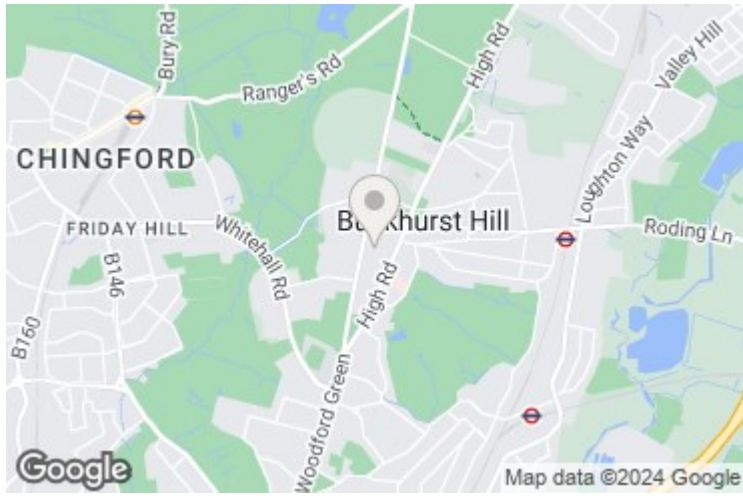 Bury Rd
Ranger's Rd
High Rd
Valley Hill
CHINGFORD
Loughton Way
Buckhurst Hill
FRIDAY HILL
Whitehall Rd
Roding Ln
B146
High Rd
B160
Woodford Green
Google
Map data ©2024 Google